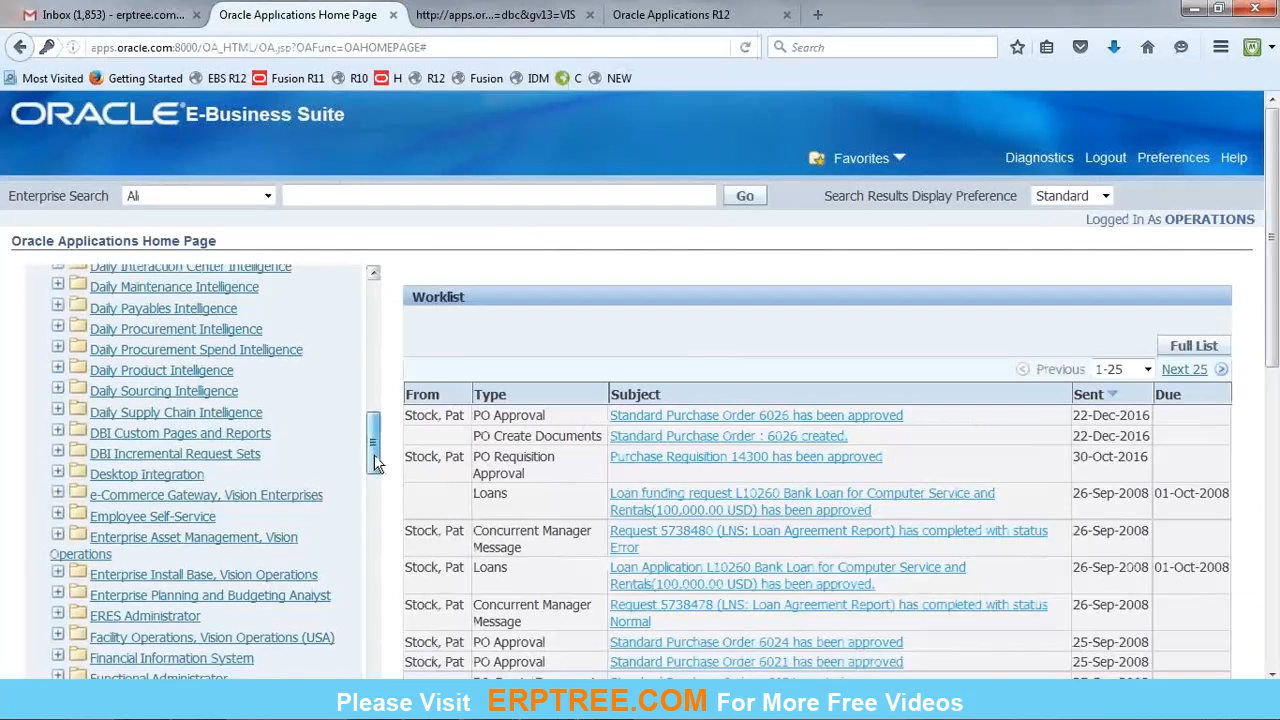 Inbox (1,853) - erptree.com...
Oracle Applications Home Page
http://apps.or...=dbc&gv13=VIS
Oracle Applications R12
apps.oracle.com:8000/OA_HTML/OA.jsp?OAFunc=OAHOMEPAGE#
Search
Most Visited Getting Started EBS R12 Fusion R11 R10 H R12 Fusion IDM C NEW
ORACLE E-Business Suite
Favorites
Diagnostics Logout Preferences Help
Enterprise Search All Go Search Results Display Preference Standard
Logged In As OPERATIONS
Oracle Applications Home Page
Daily Interaction Center Intelligence
Daily Maintenance Intelligence
Daily Payables Intelligence
Daily Procurement Intelligence
Daily Procurement Spend Intelligence
Daily Product Intelligence
Daily Sourcing Intelligence
Daily Supply Chain Intelligence
DBI Custom Pages and Reports
DBI Incremental Request Sets
Desktop Integration
e-Commerce Gateway, Vision Enterprises
Employee Self-Service
Enterprise Asset Management, Vision
Operations
Enterprise Install Base, Vision Operations
Enterprise Planning and Budgeting Analyst
ERES Administrator
Facility Operations, Vision Operations (USA)
Financial Information System
Functional Administrator
Worklist
Full List
Previous 1-25 Next 25
From Type Subject Sent Due
Stock, Pat PO Approval Standard Purchase Order 6026 has been approved 22-Dec-2016
PO Create Documents Standard Purchase Order : 6026 created. 22-Dec-2016
Stock, Pat PO Requisition Purchase Requisition 14300 has been approved 30-Oct-2016
Approval
Loans Loan funding request L10260 Bank Loan for Computer Service and 26-Sep-2008 01-Oct-2008
Rentals(100,000.00 USD) has been approved
Stock, Pat Concurrent Manager Request 5738480 (LNS: Loan Agreement Report) has completed with status 26-Sep-2008
Message Error
Stock, Pat Loans Loan Application L10260 Bank Loan for Computer Service and 26-Sep-2008 01-Oct-2008
Rentals(100,000.00 USD) has been approved.
Stock, Pat Concurrent Manager Request 5738478 (LNS: Loan Agreement Report) has completed with status 26-Sep-2008
Message Normal
Stock, Pat PO Approval Standard Purchase Order 6024 has been approved 25-Sep-2008
Stock, Pat PO Approval Standard Purchase Order 6021 has been approved 25-Sep-2008
Please Visit ERPTREE.COM For More Free Videos